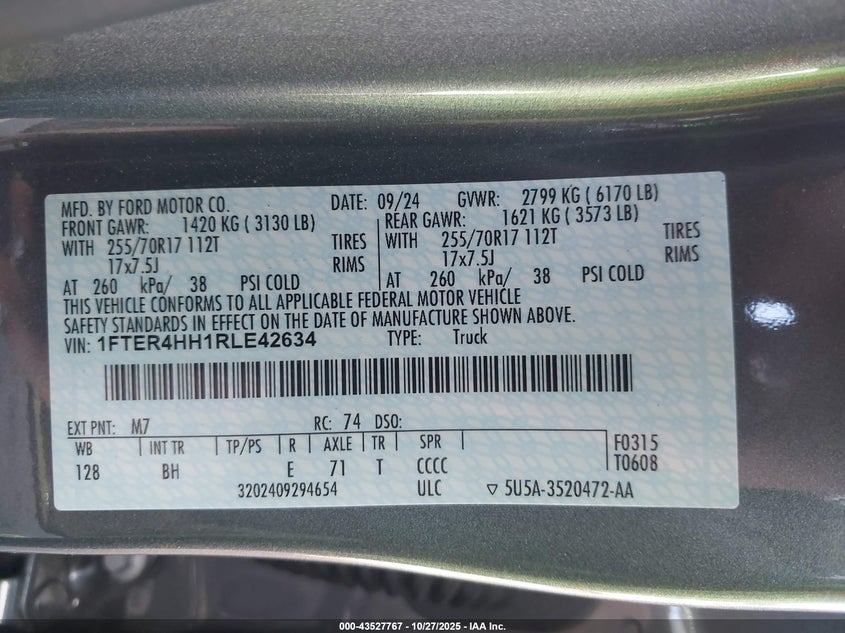 MFD. BY FORD MOTOR CO. DATE: 09/24 GVWR: 2799 KG ( 6170 LB)
FRONT GAWR: 1420 KG ( 3130 LB) REAR GAWR: 1621 KG ( 3573 LB)
WITH 255/70R17 112T TIRES WITH 255/70R17 112T TIRES
17x7.5J RIMS 17x7.5J RIMS
AT 260 kPa/ 38 PSI COLD AT 260 kPa/ 38 PSI COLD
THIS VEHICLE CONFORMS TO ALL APPLICABLE FEDERAL MOTOR VEHICLE
SAFETY STANDARDS IN EFFECT ON THE DATE OF MANUFACTURE SHOWN ABOVE.
VIN: 1FTER4HH1RLE42634 TYPE: Truck
EXT PNT: M7 RC: 74 DSO:
WB INT TR TP/PS R AXLE TR SPR F0315
128 BH E 71 T CCCC T0608
3202409294654 ULC ▽ 5U5A-3520472-AA
000-43527767 - 10/27/2025 - IAA Inc.